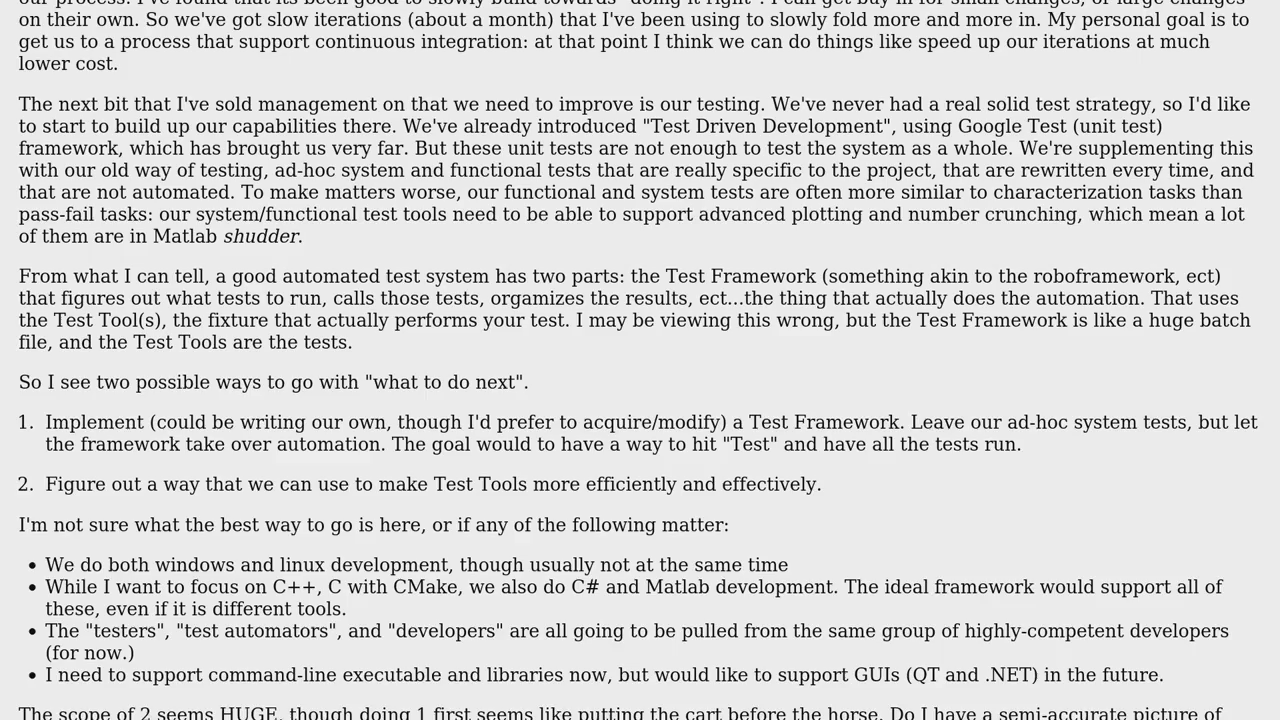 our process. I've found that its been good to slowly build towards "doing it right". I can get buy in for small changes, or large changes
on their own. So we've got slow iterations (about a month) that I've been using to slowly fold more and more in. My personal goal is to
get us to a process that support continuous integration: at that point I think we can do things like speed up our iterations at much
lower cost.
The next bit that I've sold management on that we need to improve is our testing. We've never had a real solid test strategy, so I'd like
to start to build up our capabilities there. We've already introduced "Test Driven Development", using Google Test (unit test)
framework, which has brought us very far. But these unit tests are not enough to test the system as a whole. We're supplementing this
with our old way of testing, ad-hoc system and functional tests that are really specific to the project, that are rewritten every time, and
that are not automated. To make matters worse, our functional and system tests are often more similar to characterization tasks than
pass-fail tasks: our system/functional test tools need to be able to support advanced plotting and number crunching, which mean a lot
of them are in Matlab shudder.
From what I can tell, a good automated test system has two parts: the Test Framework (something akin to the roboframework, ect)
that figures out what tests to run, calls those tests, orgamizes the results, ect...the thing that actually does the automation. That uses
the Test Tool(s), the fixture that actually performs your test. I may be viewing this wrong, but the Test Framework is like a huge batch
file, and the Test Tools are the tests.
So I see two possible ways to go with "what to do next".
1. Implement (could be writing our own, though I'd prefer to acquire/modify) a Test Framework. Leave our ad-hoc system tests, but let
the framework take over automation. The goal would to have a way to hit "Test" and have all the tests run.
2. Figure out a way that we can use to make Test Tools more efficiently and effectively.
I'm not sure what the best way to go is here, or if any of the following matter:
• We do both windows and linux development, though usually not at the same time
• While I want to focus on C++, C with CMake, we also do C# and Matlab development. The ideal framework would support all of
these, even if it is different tools.
• The "testers", "test automators", and "developers" are all going to be pulled from the same group of highly-competent developers
(for now.)
• I need to support command-line executable and libraries now, but would like to support GUIs (QT and .NET) in the future.
The scope of 2 seems HUGE, though doing 1 first seems like putting the cart before the horse. Do I have a semi-accurate picture of